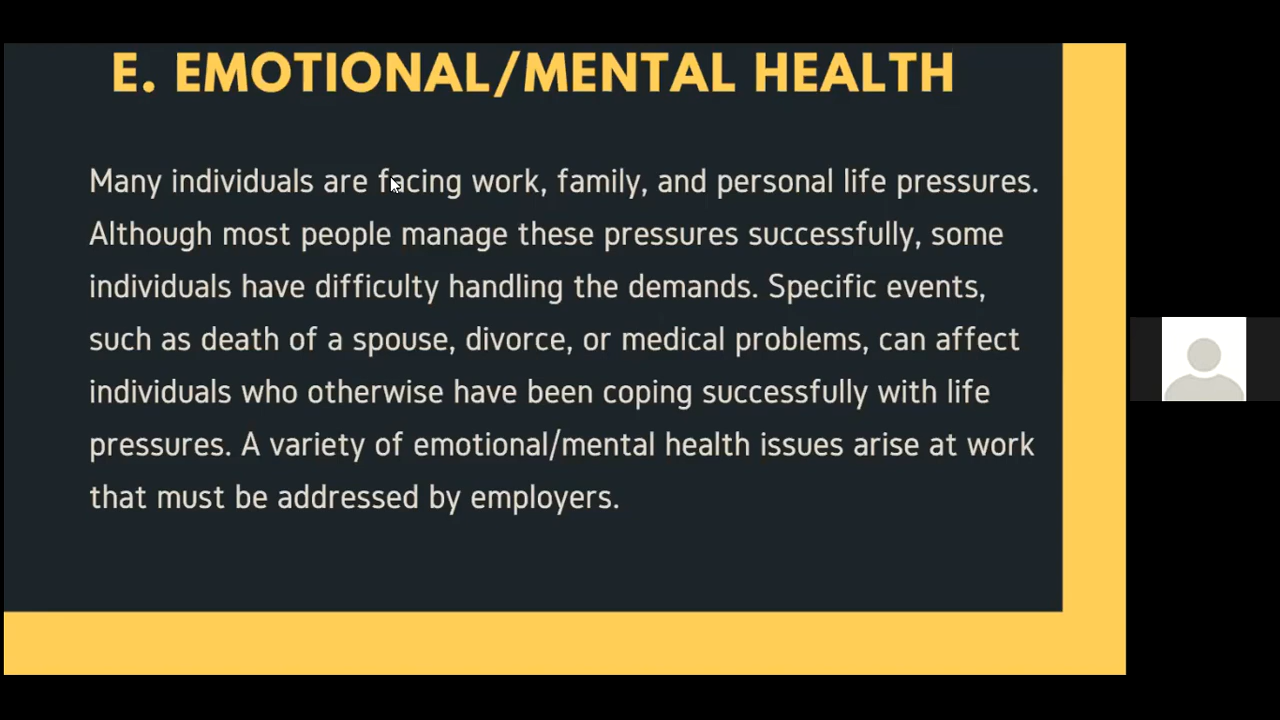 E. EMOTIONAL/MENTAL HEALTH
Many individuals are facing work, family, and personal life pressures.
Although most people manage these pressures successfully, some
individuals have difficulty handling the demands. Specific events,
such as death of a spouse, divorce, or medical problems, can affect
individuals who otherwise have been coping successfully with life
pressures. A variety of emotional/mental health issues arise at work
that must be addressed by employers.